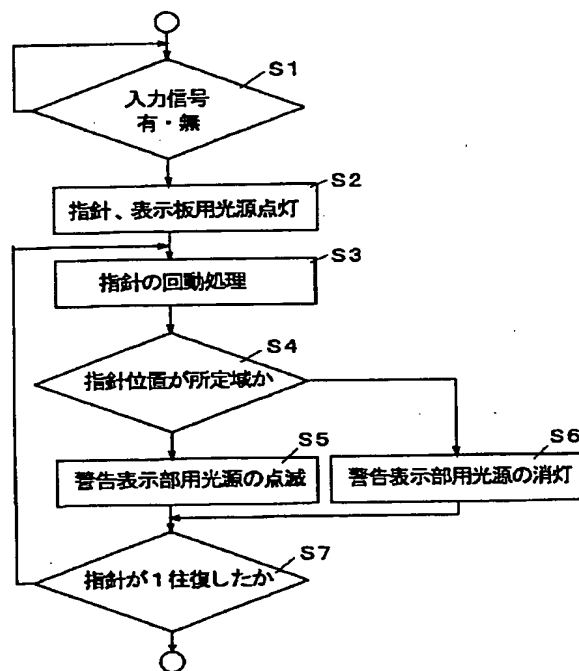 S1
入力信号
有・無
S2
指針、表示板用光源点灯
S3
指針の回動処理
S4
指針位置が所定域か
S5
警告表示部用光源の点滅
S6
警告表示部用光源の消灯
S7
指針が1往復したか